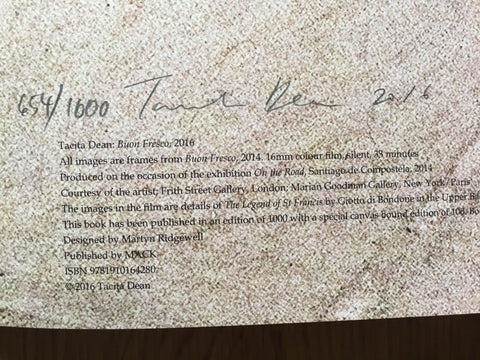 654/1000 Tacita Dean 2016
Tacita Dean: Buon Fresco, 2016
All images are frames from Buon Fresco, 2014. 16mm colour film, silent, 33 minutes
Produced on the occasion of the exhibition On the Road, Santiago de Compostela, 2014
Courtesy of the artist; Frith Street Gallery, London; Marian Goodman Gallery, New York/Paris
The images in the film are details of The Legend of St Francis by Giotto di Bondone in the Upper
This book has been published in an edition of 1000 with a special canvas bound edition of 100.
Designed by Martyn Ridgewell
Published by MACK
ISBN 9781910164280
©2016 Tacita Dean